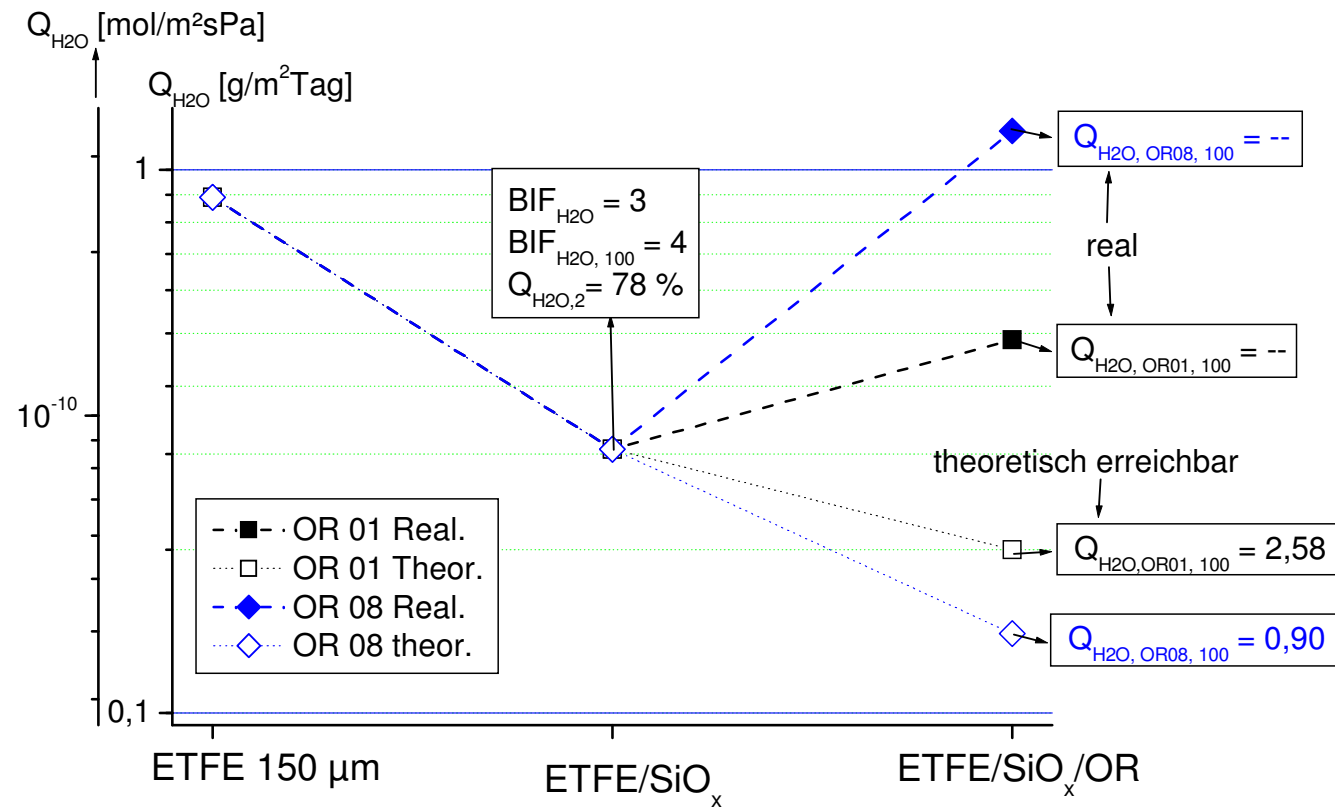 Q_H2O [mol/m²sPa]
Q_H2O [g/m²Tag]
1
10⁻¹⁰
0,1
BIF_H2O = 3
BIF_H2O, 100 = 4
Q_H2O,2 = 78 %
Q_H2O, OR08, 100 = --
real
Q_H2O, OR01, 100 = --
theoretisch erreichbar
Q_H2O,OR01, 100 = 2,58
Q_H2O, OR08, 100 = 0,90
OR 01 Real.
OR 01 Theor.
OR 08 Real.
OR 08 theor.
ETFE 150 µm
ETFE/SiOₓ
ETFE/SiOₓ/OR